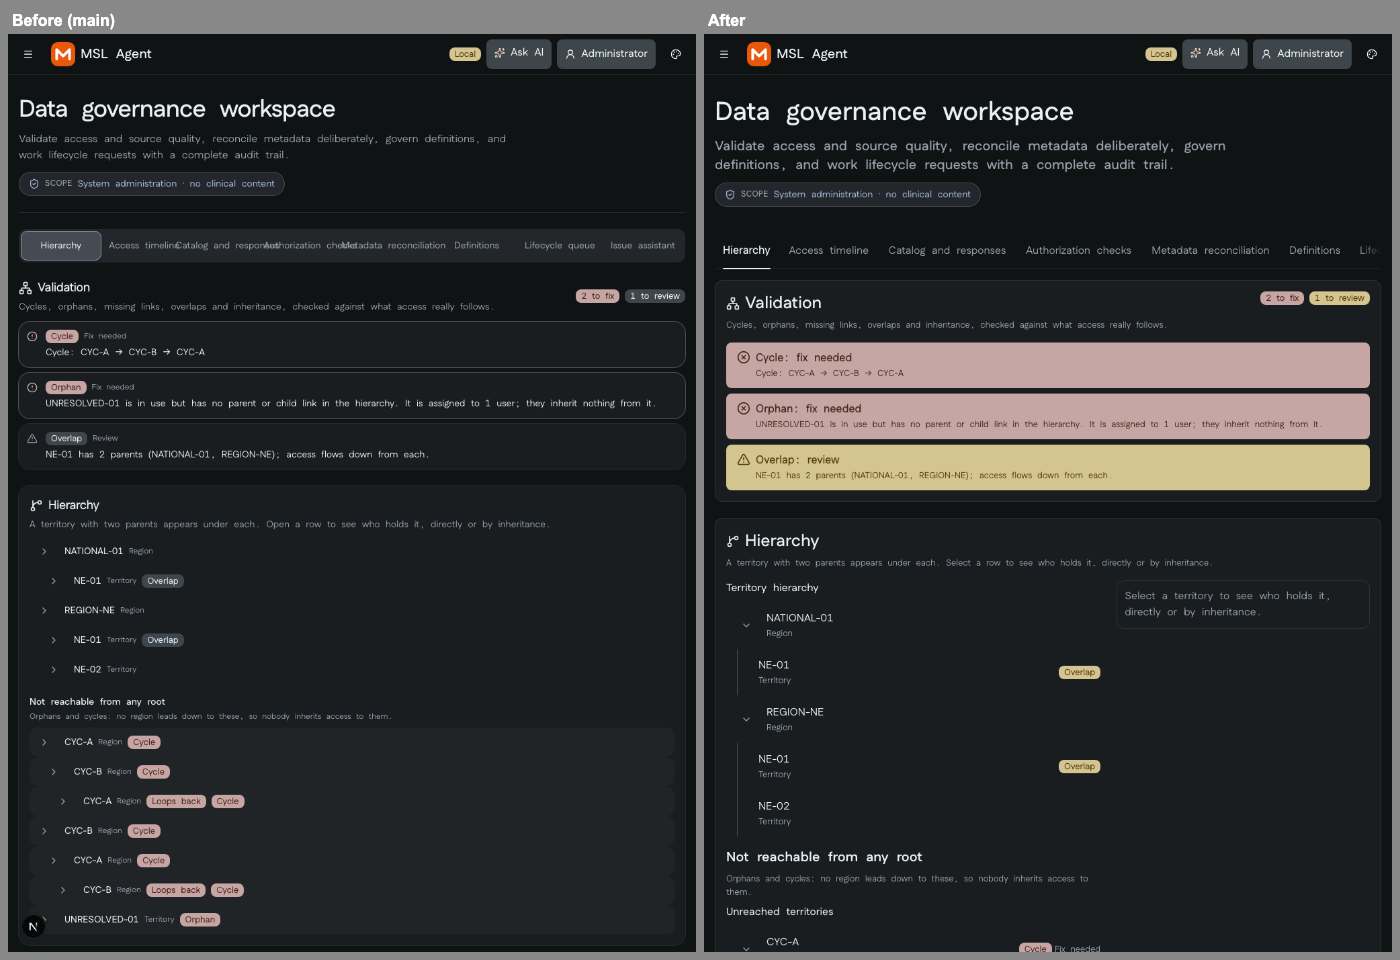 Before (main)
MSL Agent
Local
Ask AI
Administrator
Data governance workspace
Validate access and source quality, reconcile metadata deliberately, govern definitions, and
work lifecycle requests with a complete audit trail.
SCOPE System administration · no clinical content
Hierarchy
Access timeline
Catalog and responses
Authorization checks
Metadata reconciliation
Definitions
Lifecycle queue
Issue assistant
Validation
Cycles, orphans, missing links, overlaps and inheritance, checked against what access really follows.
2 to fix
1 to review
Cycle Fix needed
Cycle: CYC-A → CYC-B → CYC-A
Orphan Fix needed
UNRESOLVED-01 is in use but has no parent or child link in the hierarchy. It is assigned to 1 user; they inherit nothing from it.
Overlap Review
NE-01 has 2 parents (NATIONAL-01, REGION-NE); access flows down from each.
Hierarchy
A territory with two parents appears under each. Open a row to see who holds it, directly or by inheritance.
NATIONAL-01 Region
NE-01 Territory Overlap
REGION-NE Region
NE-01 Territory Overlap
NE-02 Territory
Not reachable from any root
Orphans and cycles: no region leads down to these, so nobody inherits access to them.
CYC-A Region Cycle
CYC-B Region Cycle
CYC-A Region Loops back Cycle
CYC-B Region Cycle
CYC-A Region Cycle
CYC-B Region Loops back Cycle
UNRESOLVED-01 Territory Orphan
N
After
MSL Agent
Local
Ask AI
Administrator
Data governance workspace
Validate access and source quality, reconcile metadata deliberately, govern
definitions, and work lifecycle requests with a complete audit trail.
SCOPE System administration · no clinical content
Hierarchy
Access timeline
Catalog and responses
Authorization checks
Metadata reconciliation
Definitions
Life
Validation
Cycles, orphans, missing links, overlaps and inheritance, checked against what access really follows.
2 to fix
1 to review
Cycle: fix needed
Cycle: CYC-A → CYC-B → CYC-A
Orphan: fix needed
UNRESOLVED-01 is in use but has no parent or child link in the hierarchy. It is assigned to 1 user; they inherit nothing from it.
Overlap: review
NE-01 has 2 parents (NATIONAL-01, REGION-NE); access flows down from each.
Hierarchy
A territory with two parents appears under each. Select a row to see who holds it, directly or by inheritance.
Territory hierarchy
NATIONAL-01
Region
NE-01
Territory
Overlap
REGION-NE
Region
NE-01
Territory
Overlap
NE-02
Territory
Select a territory to see who holds it,
directly or by inheritance.
Not reachable from any root
Orphans and cycles: no region leads down to these, so nobody inherits access to
them.
Unreached territories
CYC-A
Cycle Fix needed